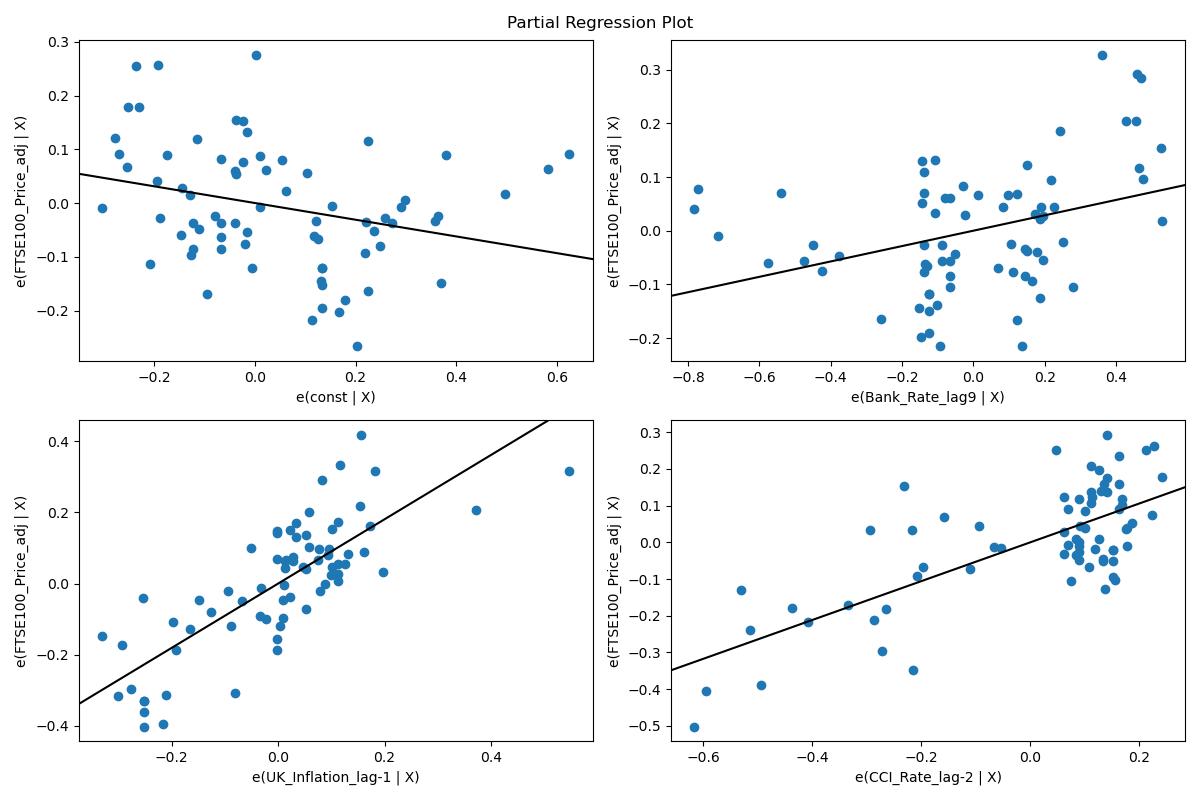 Partial Regression Plot
0.3
0.2
0.1
0.0
−0.1
−0.2
e(FTSE100_Price_adj | X)
−0.2 0.0 0.2 0.4 0.6
e(const | X)
0.3
0.2
0.1
0.0
−0.1
−0.2
e(FTSE100_Price_adj | X)
−0.8 −0.6 −0.4 −0.2 0.0 0.2 0.4
e(Bank_Rate_lag9 | X)
0.4
0.2
0.0
−0.2
−0.4
e(FTSE100_Price_adj | X)
−0.2 0.0 0.2 0.4
e(UK_Inflation_lag-1 | X)
0.3
0.2
0.1
0.0
−0.1
−0.2
−0.3
−0.4
−0.5
e(FTSE100_Price_adj | X)
−0.6 −0.4 −0.2 0.0 0.2
e(CCI_Rate_lag-2 | X)